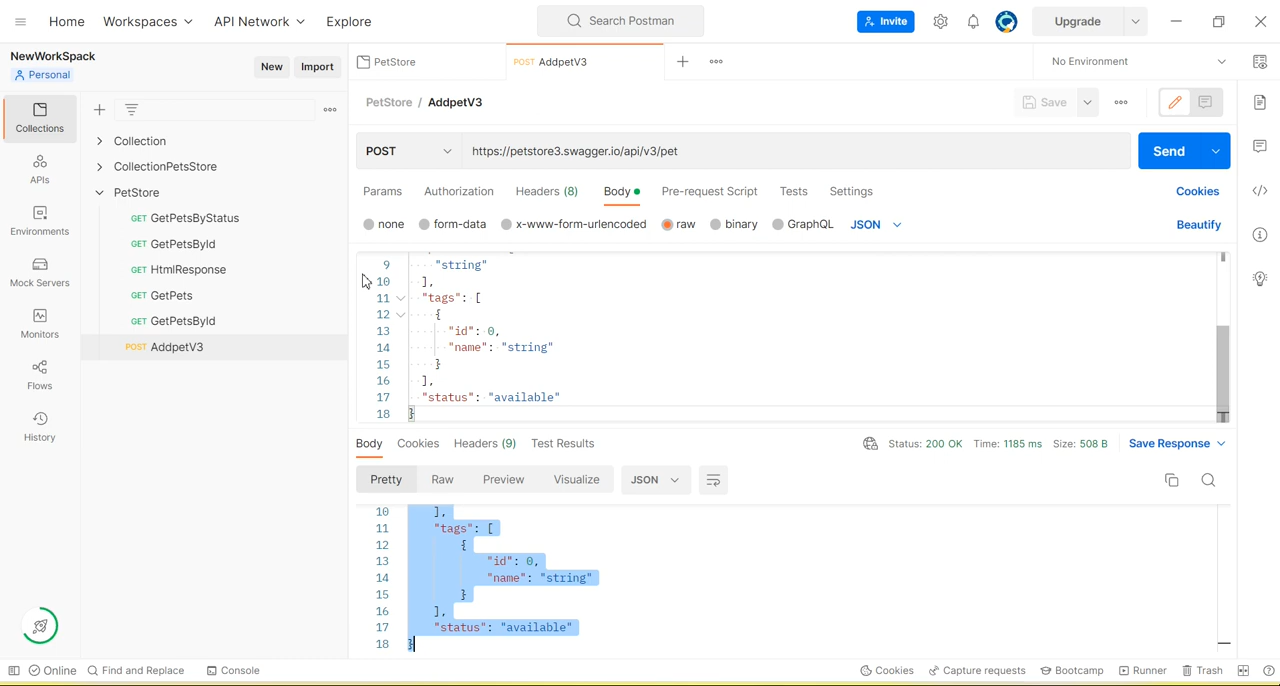 Home Workspaces API Network Explore Search Postman Invite Upgrade
NewWorkSpack
Personal
New Import
PetStore POST AddpetV3 No Environment
PetStore / AddpetV3 Save
Collections
APIs
Environments
Mock Servers
Monitors
Flows
History
Collection
CollectionPetsStore
PetStore
GET GetPetsByStatus
GET GetPetsById
GET HtmlResponse
GET GetPets
GET GetPetsById
POST AddpetV3
POST https://petstore3.swagger.io/api/v3/pet Send
Params Authorization Headers (8) Body Pre-request Script Tests Settings Cookies
none form-data x-www-form-urlencoded raw binary GraphQL JSON Beautify
9 "string"
10 ],
11 "tags": [
12 {
13 "id": 0,
14 "name": "string"
15 }
16 ],
17 "status": "available"
18 }
Body Cookies Headers (9) Test Results Status: 200 OK Time: 1185 ms Size: 508 B Save Response
Pretty Raw Preview Visualize JSON
10 ],
11 "tags": [
12 {
13 "id": 0,
14 "name": "string"
15 }
16 ],
17 "status": "available"
18 }
Online Find and Replace Console Cookies Capture requests Bootcamp Runner Trash